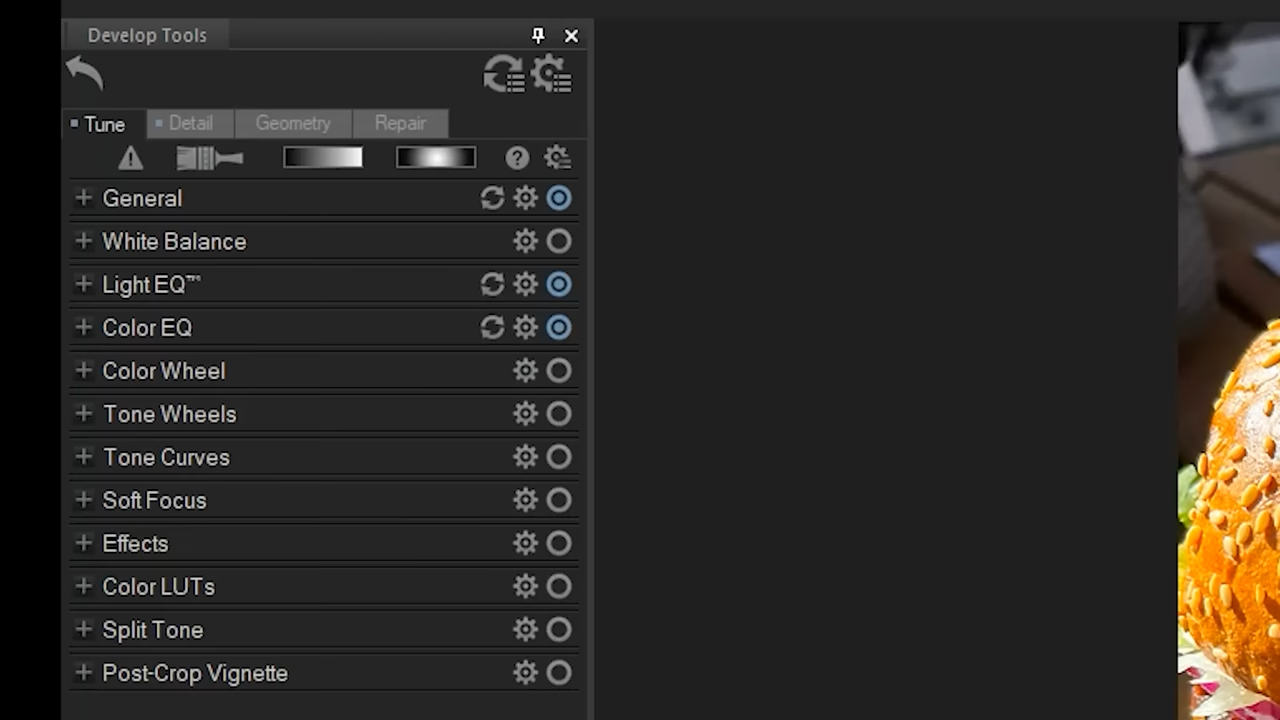 Develop Tools
Tune Detail Geometry Repair
General
White Balance
Light EQ™
Color EQ
Color Wheel
Tone Wheels
Tone Curves
Soft Focus
Effects
Color LUTs
Split Tone
Post-Crop Vignette